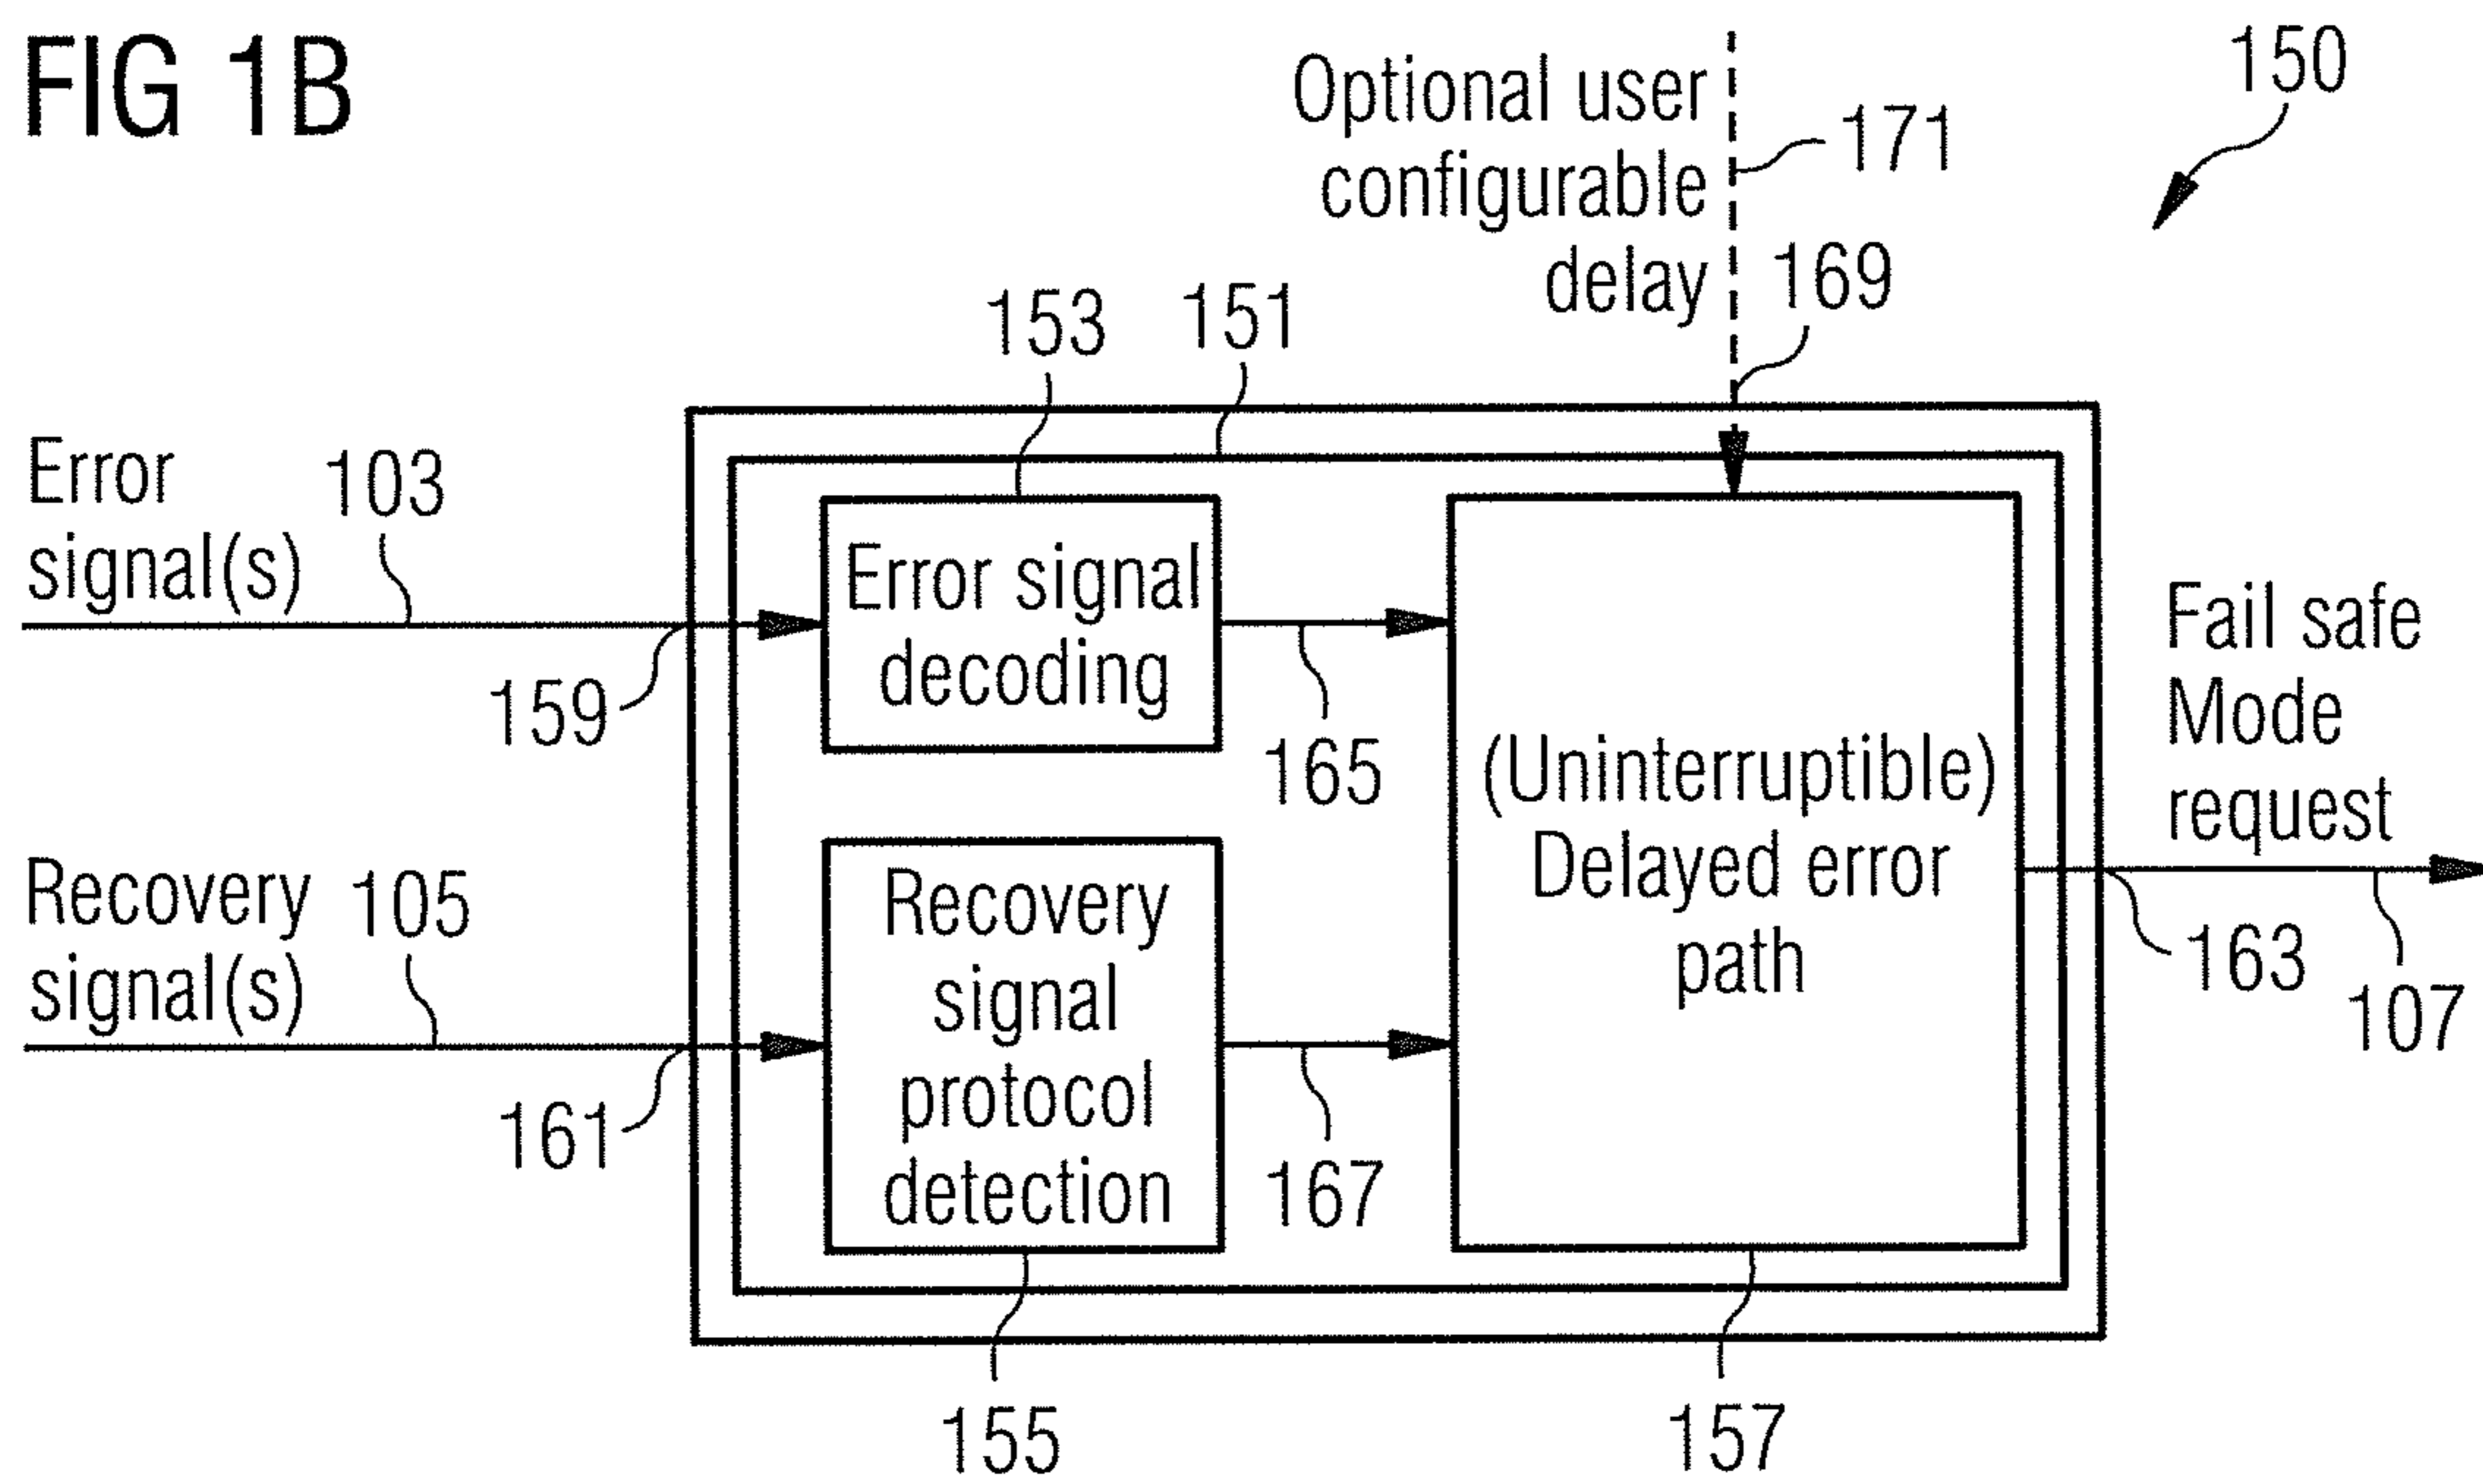 FIG 1B
Optional user
configurable
delay
171
150
169
153
151
Error
signal(s)
103
159
Error signal
decoding
165
Recovery
signal(s)
105
161
Recovery
signal
protocol
detection
167
(Uninterruptible)
Delayed error
path
Fail safe
Mode
request
163
107
155
157